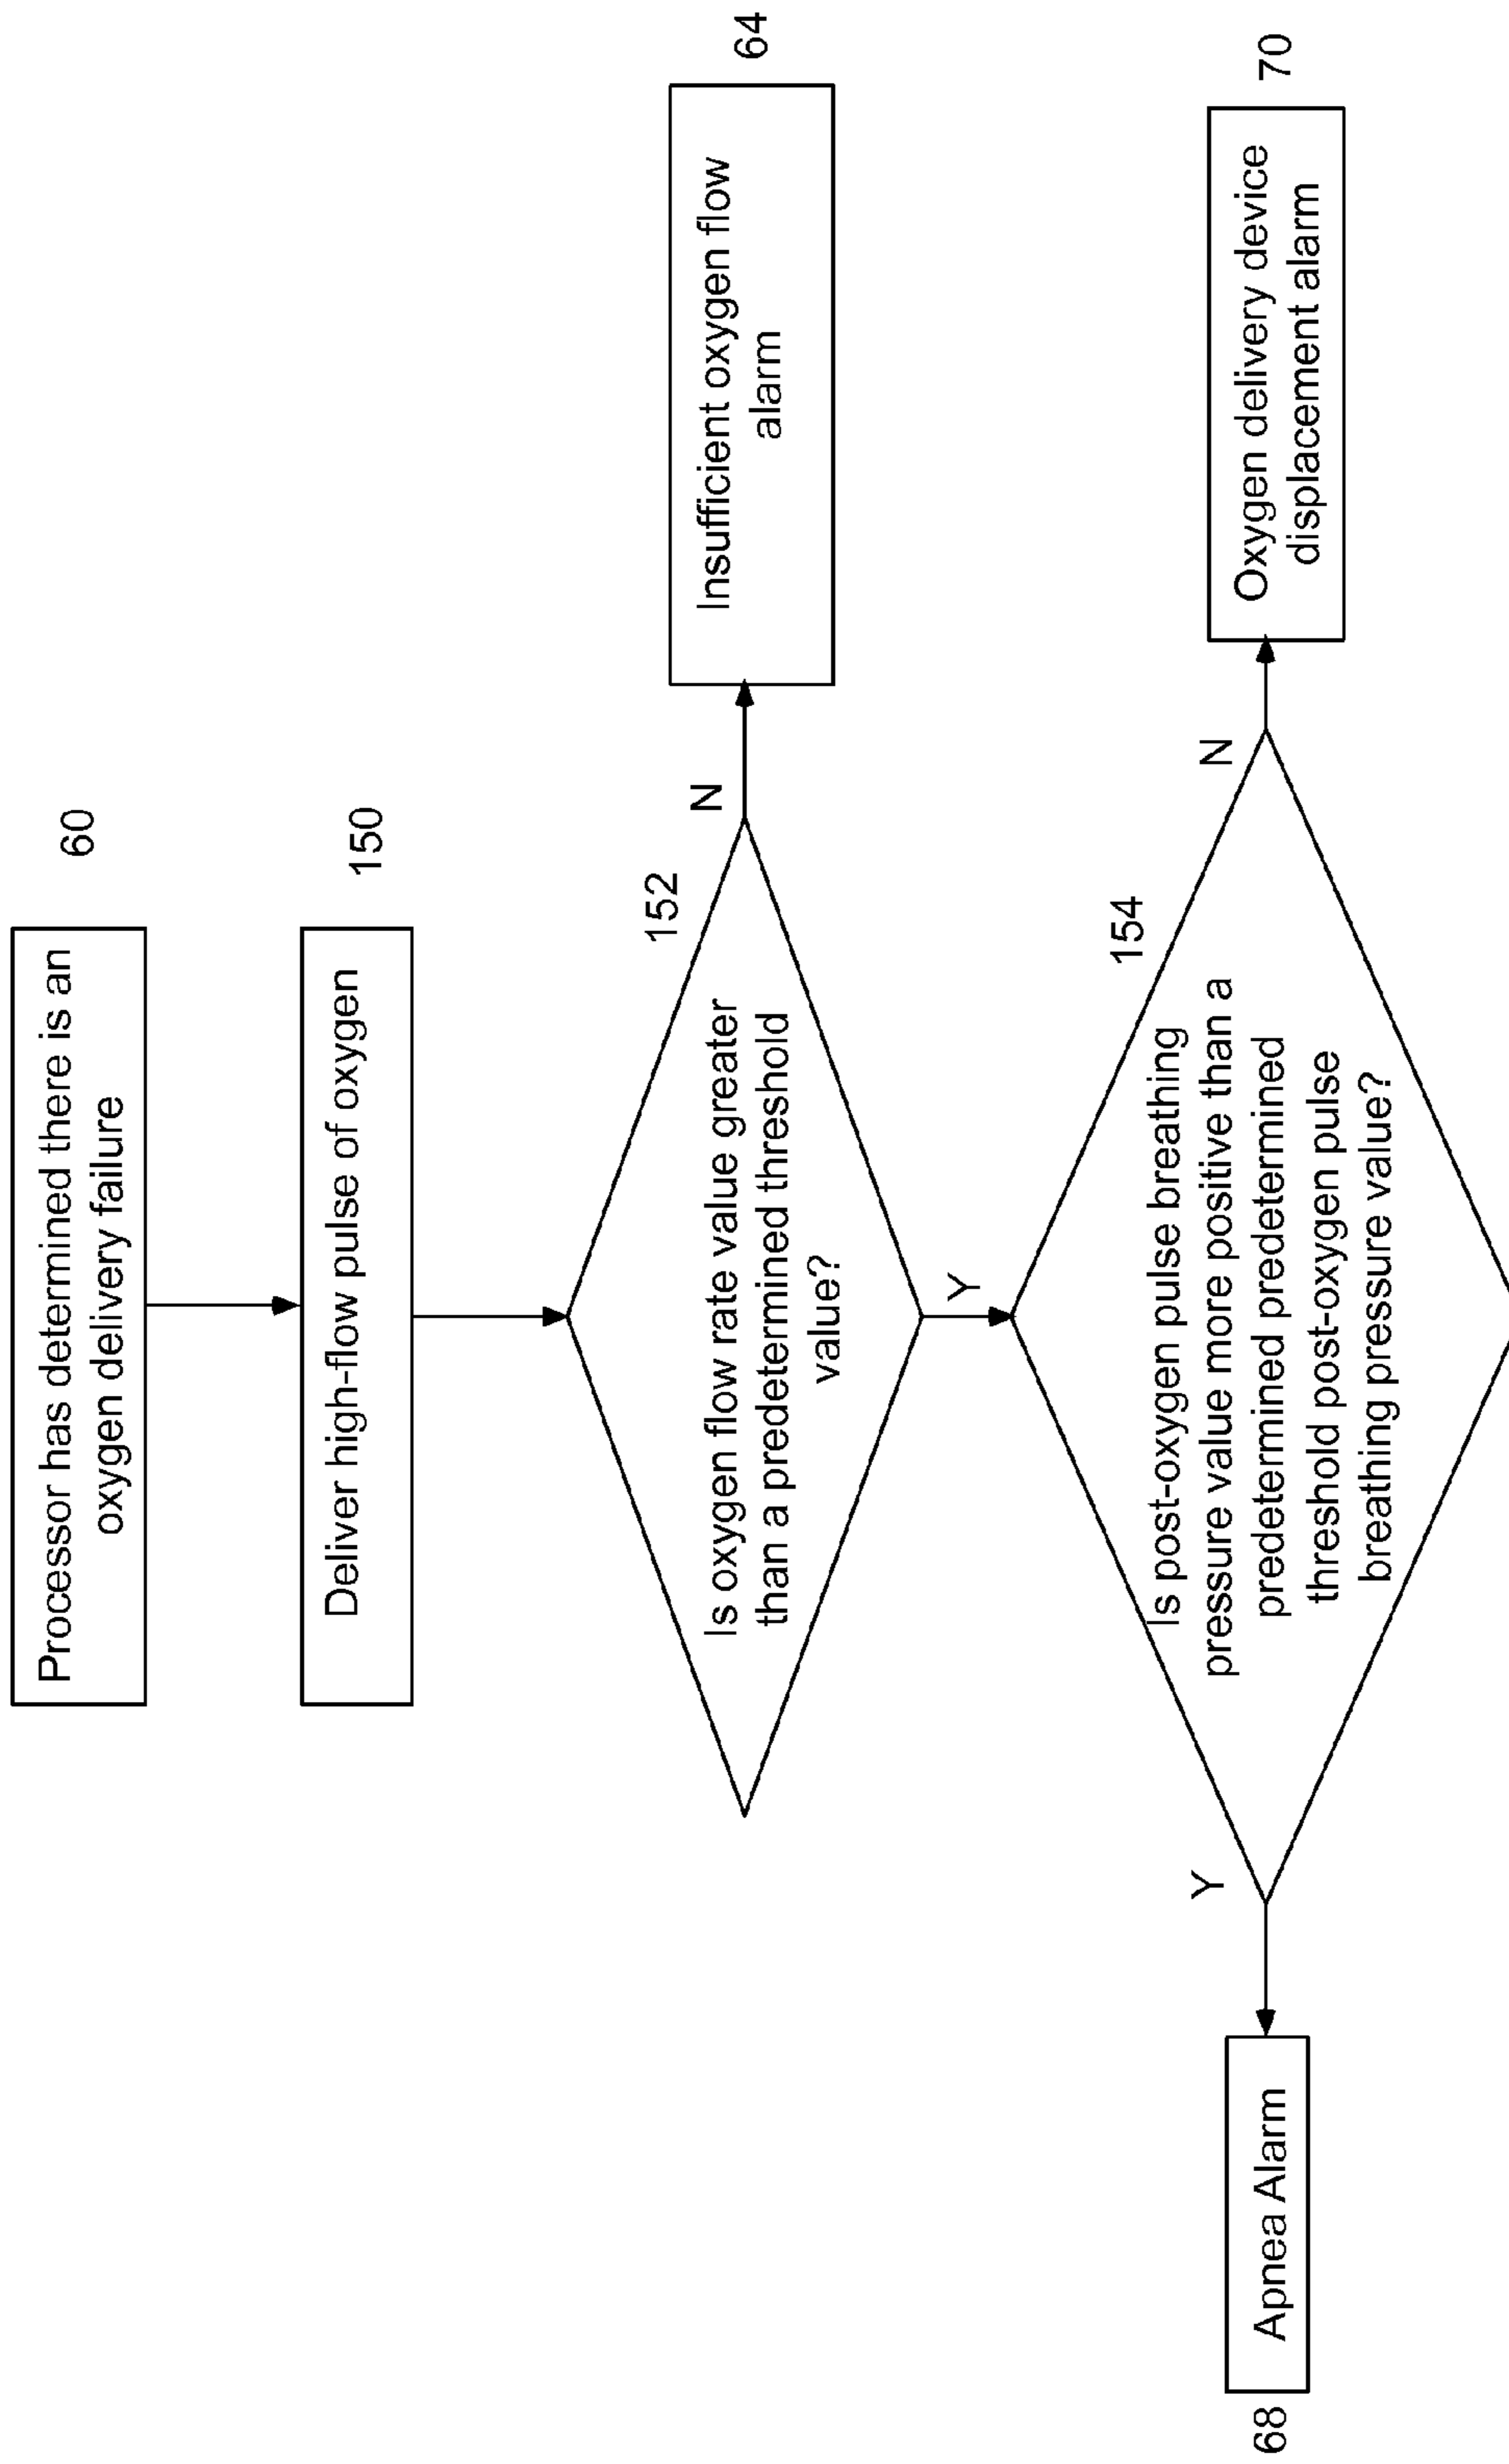 Processor has determined there is an
oxygen delivery failure
60
Deliver high-flow pulse of oxygen
150
152
Is oxygen flow rate value greater
than a predetermined threshold
value?
N
Insufficient oxygen flow
alarm
64
Y
154
Is post-oxygen pulse breathing
pressure value more positive than a
predetermined predetermined
threshold post-oxygen pulse
breathing pressure value?
Y
68
Apnea Alarm
N
Oxygen delivery device
displacement alarm
70